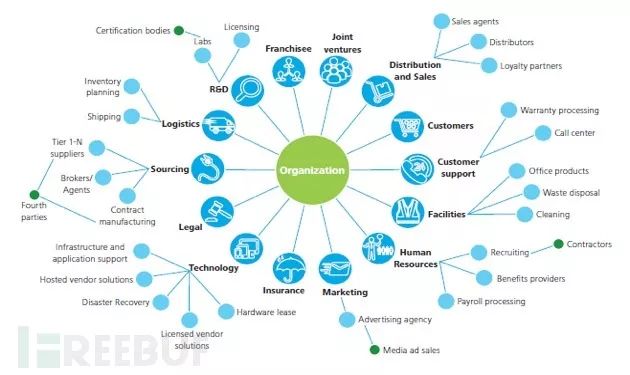 Certification bodies
Licensing
Labs
Franchisee
Joint
ventures
Sales agents
Distributors
Loyalty partners
Distribution
and Sales
Inventory
planning
R&D
Shipping
Logistics
Customers
Warranty processing
Call center
Tier 1-N
suppliers
Sourcing
Organization
Customer
support
Brokers/
Agents
Office products
Waste disposal
Cleaning
Fourth
parties
Contract
manufacturing
Legal
Facilities
Infrastructure and
application support
Technology
Human
Resources
Recruiting
Contractors
Hosted vendor solutions
Insurance
Marketing
Benefits providers
Disaster Recovery
Hardware lease
Payroll processing
Licensed vendor
solutions
Advertising agency
Media ad sales
FREEBUF